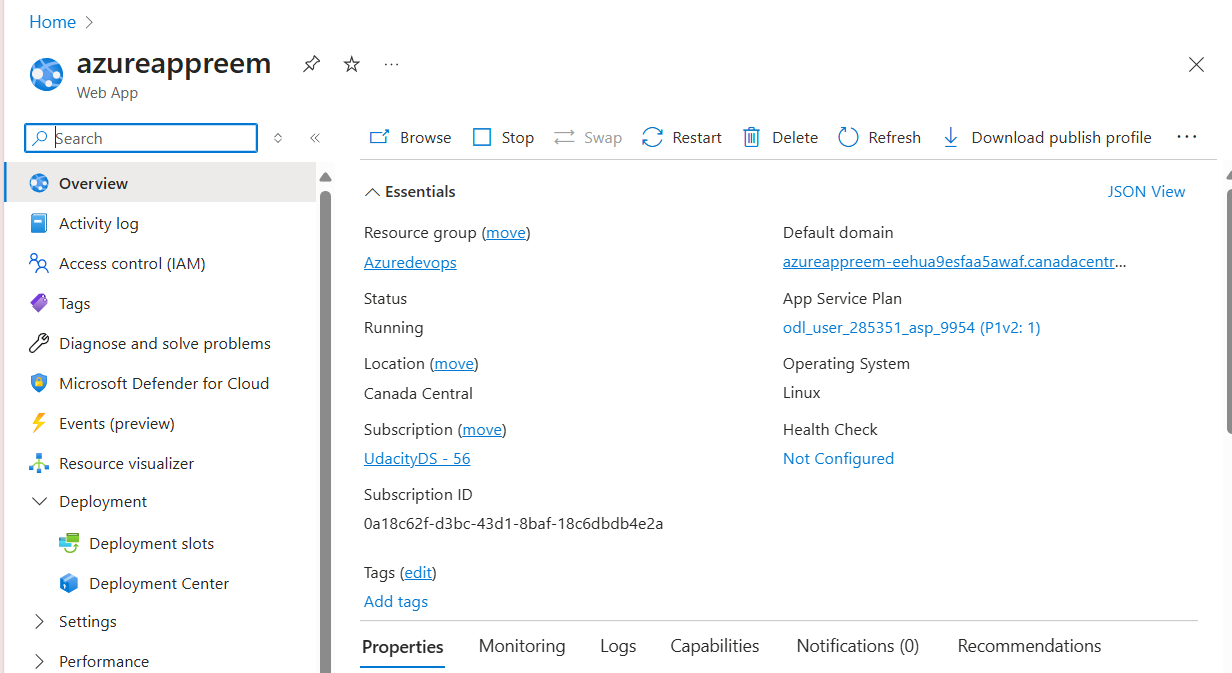 Home
azureappreem
Web App
Search
Browse
Stop
Swap
Restart
Delete
Refresh
Download publish profile
Overview
Activity log
Access control (IAM)
Tags
Diagnose and solve problems
Microsoft Defender for Cloud
Events (preview)
Resource visualizer
Deployment
Deployment slots
Deployment Center
Settings
Performance
Essentials
JSON View
Resource group (move)
Azuredevops
Status
Running
Location (move)
Canada Central
Subscription (move)
UdacityDS - 56
Subscription ID
0a18c62f-d3bc-43d1-8baf-18c6dbdb4e2a
Default domain
azureappreem-eehua9esfaa5awaf.canadacentr...
App Service Plan
odl_user_285351_asp_9954 (P1v2: 1)
Operating System
Linux
Health Check
Not Configured
Tags (edit)
Add tags
Properties
Monitoring
Logs
Capabilities
Notifications (0)
Recommendations